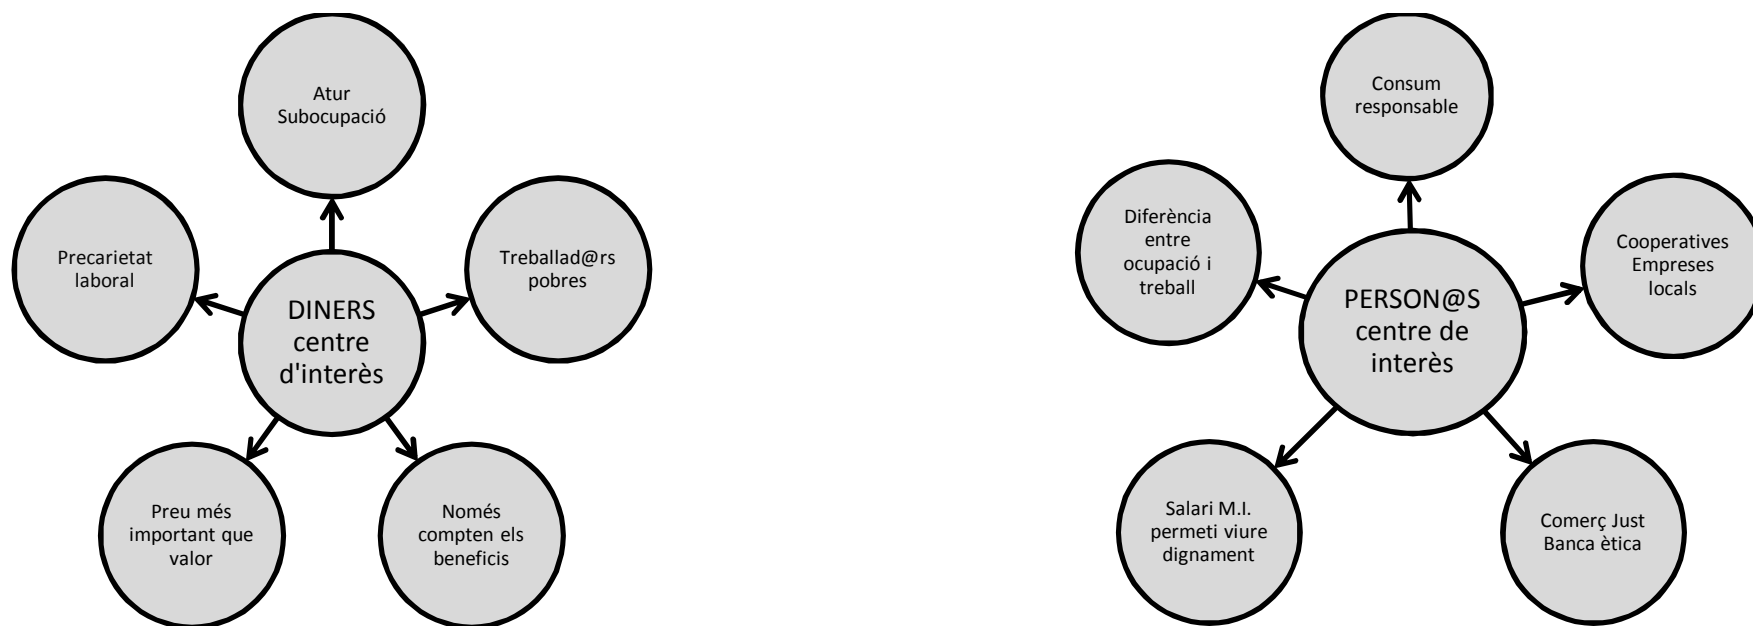 Atur
Subocupació
Precarietat
laboral
Treballad@rs
pobres
DINERS
centre
d'interès
Preu més
important que
valor
Només
compten els
beneficis
Consum
responsable
Diferència
entre
ocupació i
treball
Cooperatives
Empreses
locals
PERSON@S
centre de
interès
Salari M.I.
permeti viure
dignament
Comerç Just
Banca ètica